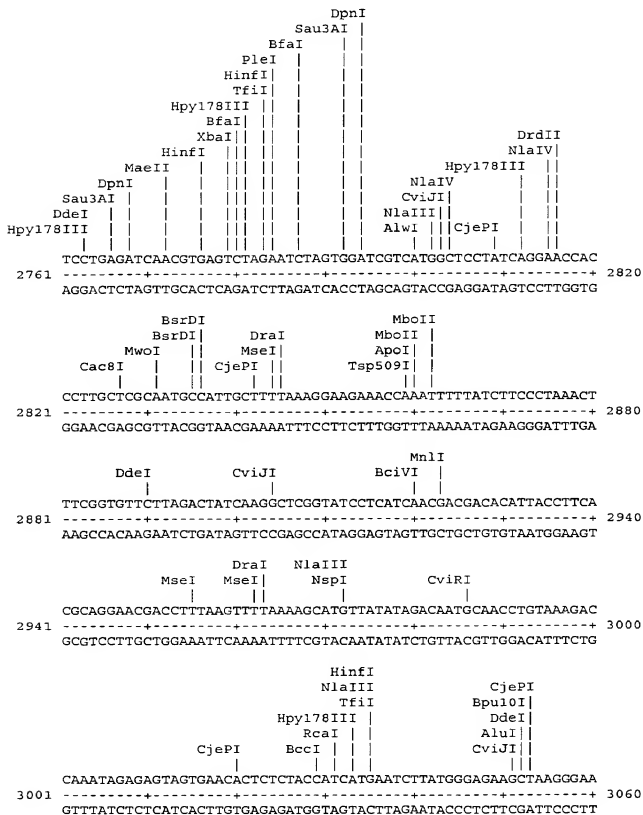 DpnI
Sau3AI
BfaI
PleI
HinfI
TfiI
Hpy178III
BfaI
XbaI DrdII
HinfI NlaIV
MaeII Hpy178III
DpnI NlaIV
Sau3AI CviJI
DdeI NlaIII
Hpy178III AlwI CjePI
TCCTGAGATCAACGTGAGTCTAGAATCTAGTGGATCGTCATGGCTCCTATCAGGAACCAC
2761 ---------+---------+---------+---------+---------+---------+ 2820
AGGACTCTAGTTGCACTCAGATCTTAGATCACCTAGCAGTACCGAGGATAGTCCTTGGTG
BsrDI MboII
BsrDI DraI MboII
MwoI MseI ApoI
Cac8I CjePI Tsp509I
CCTTGCTCGCAATGCCATTGCTTTTAAAGGAAGAAACCAAATTTTTATCTTCCCTAAACT
2821 ---------+---------+---------+---------+---------+---------+ 2880
GGAACGAGCGTTACGGTAACGAAAATTTCCTTCTTTGGTTTAAAAATAGAAGGGATTTGA
MnlI
DdeI CviJI BciVI
TTCGGTGTTCTTAGACTATCAAGGCTCGGTATCCTCATCAACGACGACACATTACCTTCA
2881 ---------+---------+---------+---------+---------+---------+ 2940
AAGCCACAAGAATCTGATAGTTCCGAGCCATAGGAGTAGTTGCTGCTGTGTAATGGAAGT
DraI NlaIII
MseI MseI NspI CviRI
CGCAGGAACGACCTTTAAGTTTTAAAAGCATGTTATATAGACAATGCAACCTGTAAAGAC
2941 ---------+---------+---------+---------+---------+---------+ 3000
GCGTCCTTGCTGGAAATTCAAAATTTTCGTACAATATATCTGTTACGTTGGACATTTCTG
HinfI
NlaIII CjePI
TfiI Bpu10I
Hpy178III DdeI
RcaI AluI
CjePI BccI CviJI
CAAATAGAGAGTAGTGAACACTCTCTACCATCATGAATCTTATGGGAGAAGCTAAGGGAA
3001 ---------+---------+---------+---------+---------+---------+ 3060
GTTTATCTCTCATCACTTGTGAGAGATGGTAGTACTTAGAATACCCTCTTCGATTCCCTT